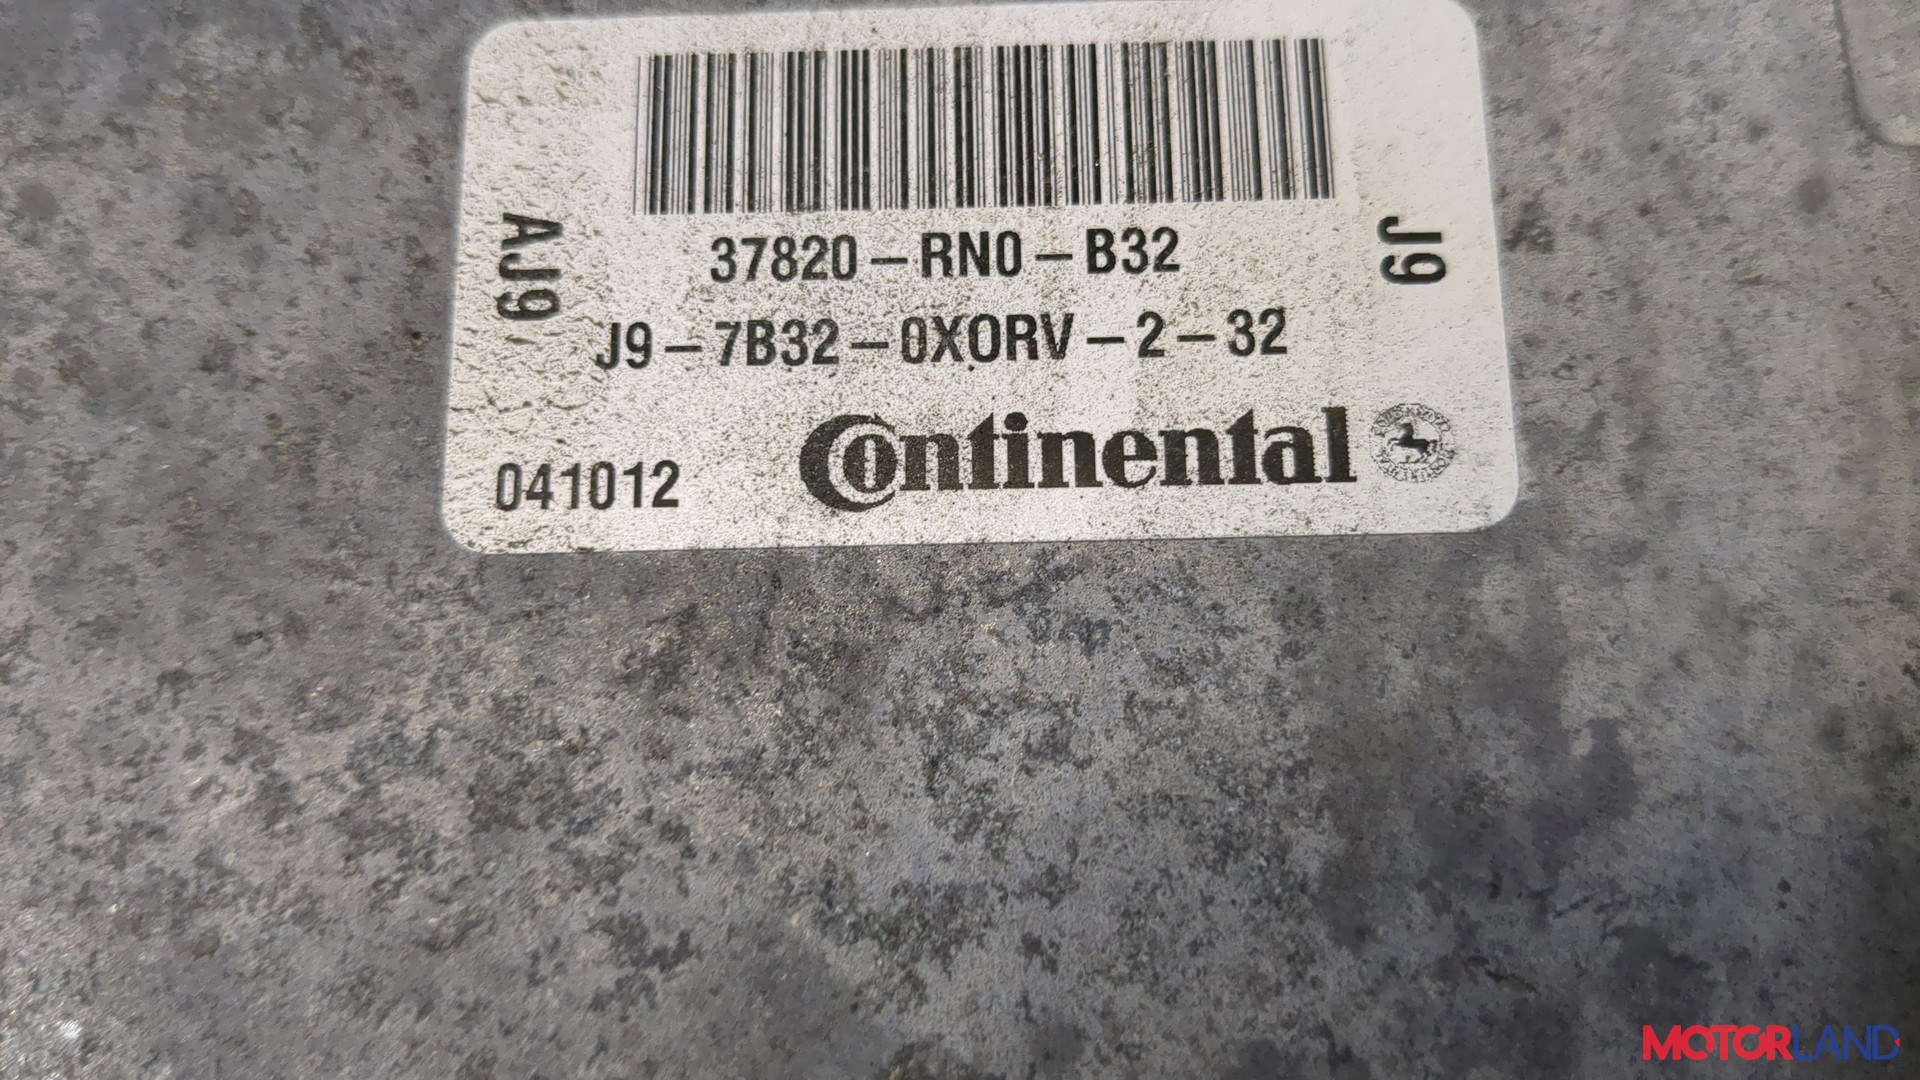 37820-RN0-B32
AJ9
J9
J9-7B32-0X0RV-2-32
041012
Continental
MOTORLAND